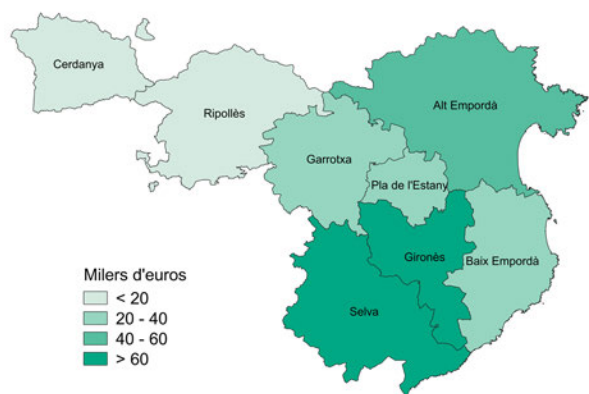 Cerdanya
Ripollès
Alt Empordà
Garrotxa
Pla de l'Estany
Gironès
Baix Empordà
Selva
Milers d'euros
< 20
20 - 40
40 - 60
> 60